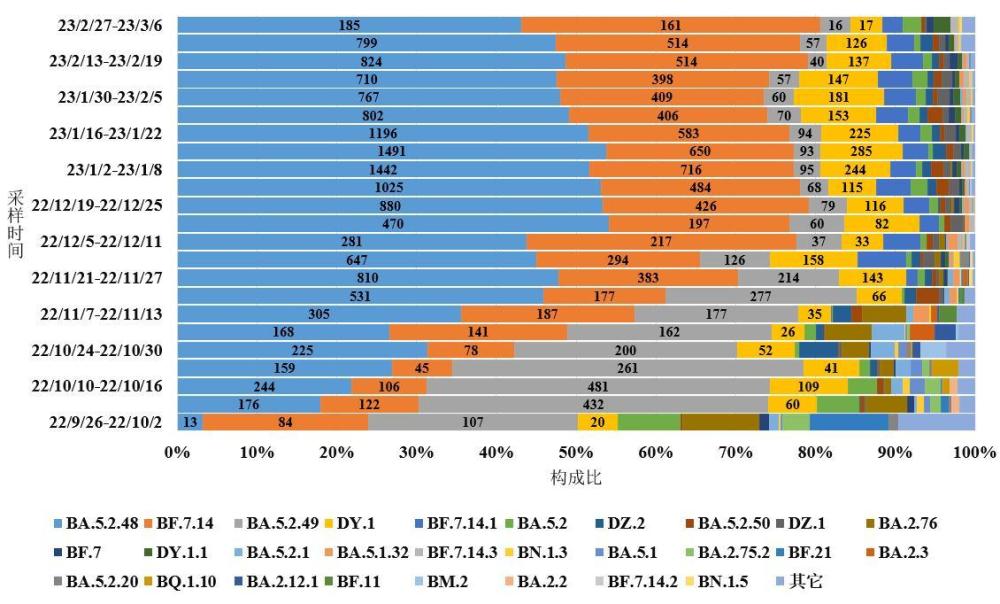 23/2/27-23/3/6 185 161 16 17
799 514 57 126
23/2/13-23/2/19 824 514 40 137
710 398 57 147
23/1/30-23/2/5 767 409 60 181
802 406 70 153
23/1/16-23/1/22 1196 583 94 225
1491 650 93 285
23/1/2-23/1/8 1442 716 95 244
1025 484 68 115
22/12/19-22/12/25 880 426 79 116
470 197 60 82
22/12/5-22/12/11 281 217 37 33
647 294 126 158
22/11/21-22/11/27 810 383 214 143
531 177 277 66
22/11/7-22/11/13 305 187 177 35
168 141 162 26
22/10/24-22/10/30 225 78 200 52
159 45 261 41
22/10/10-22/10/16 244 106 481 109
176 122 432 60
22/9/26-22/10/2 13 84 107 20
采样时间
0% 10% 20% 30% 40% 50% 60% 70% 80% 90% 100%
构成比
BA.5.2.48 BF.7.14 BA.5.2.49 DY.1 BF.7.14.1 BA.5.2 DZ.2 BA.5.2.50 DZ.1 BA.2.76
BF.7 DY.1.1 BA.5.2.1 BA.5.1.32 BF.7.14.3 BN.1.3 BA.5.1 BA.2.75.2 BF.21 BA.2.3
BA.5.2.20 BQ.1.10 BA.2.12.1 BF.11 BM.2 BA.2.2 BF.7.14.2 BN.1.5 其它